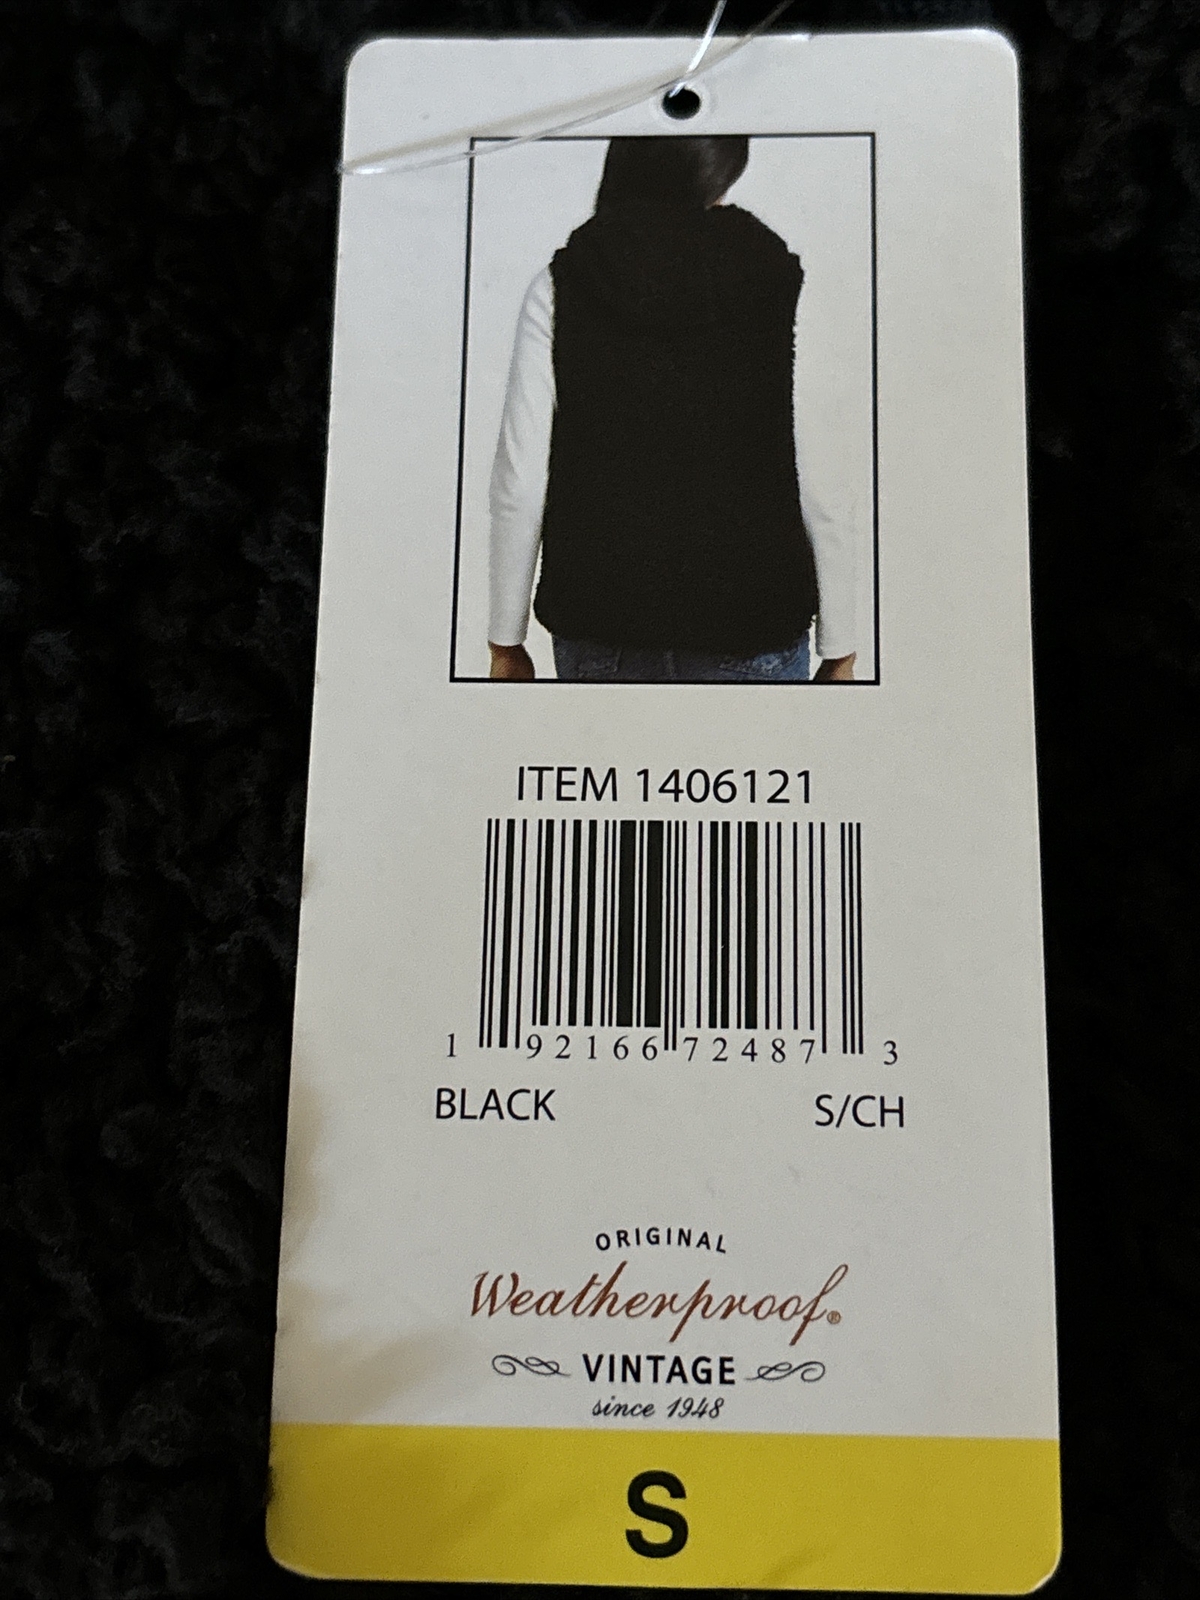 ITEM 1406121
1 92166 72487 3
BLACK S/CH
ORIGINAL
Weatherproof®
VINTAGE
since 1948
S